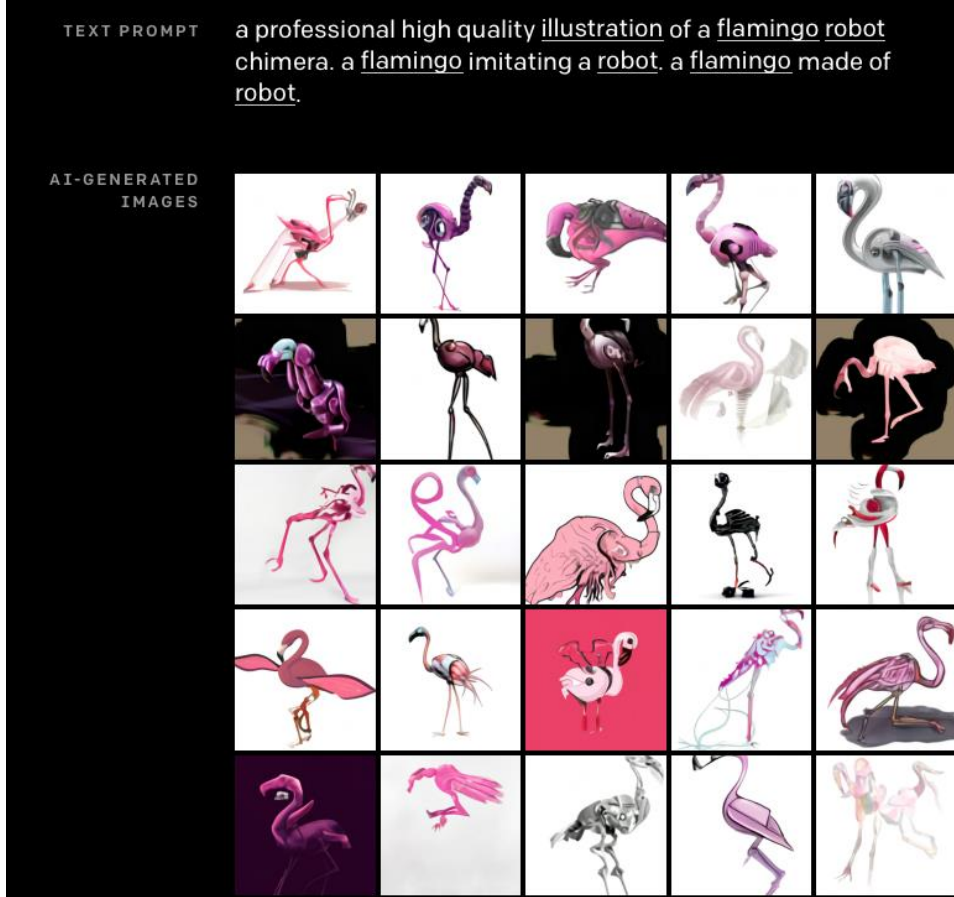 TEXT PROMPT
a professional high quality illustration of a flamingo robot
chimera. a flamingo imitating a robot. a flamingo made of
robot.
AI-GENERATED
IMAGES